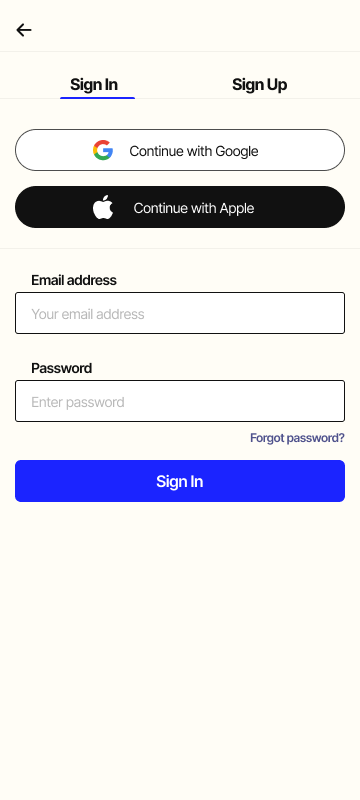 Sign In
Sign Up
Continue with Google
Continue with Apple
Email address
Your email address
Password
Enter password
Forgot password?
Sign In